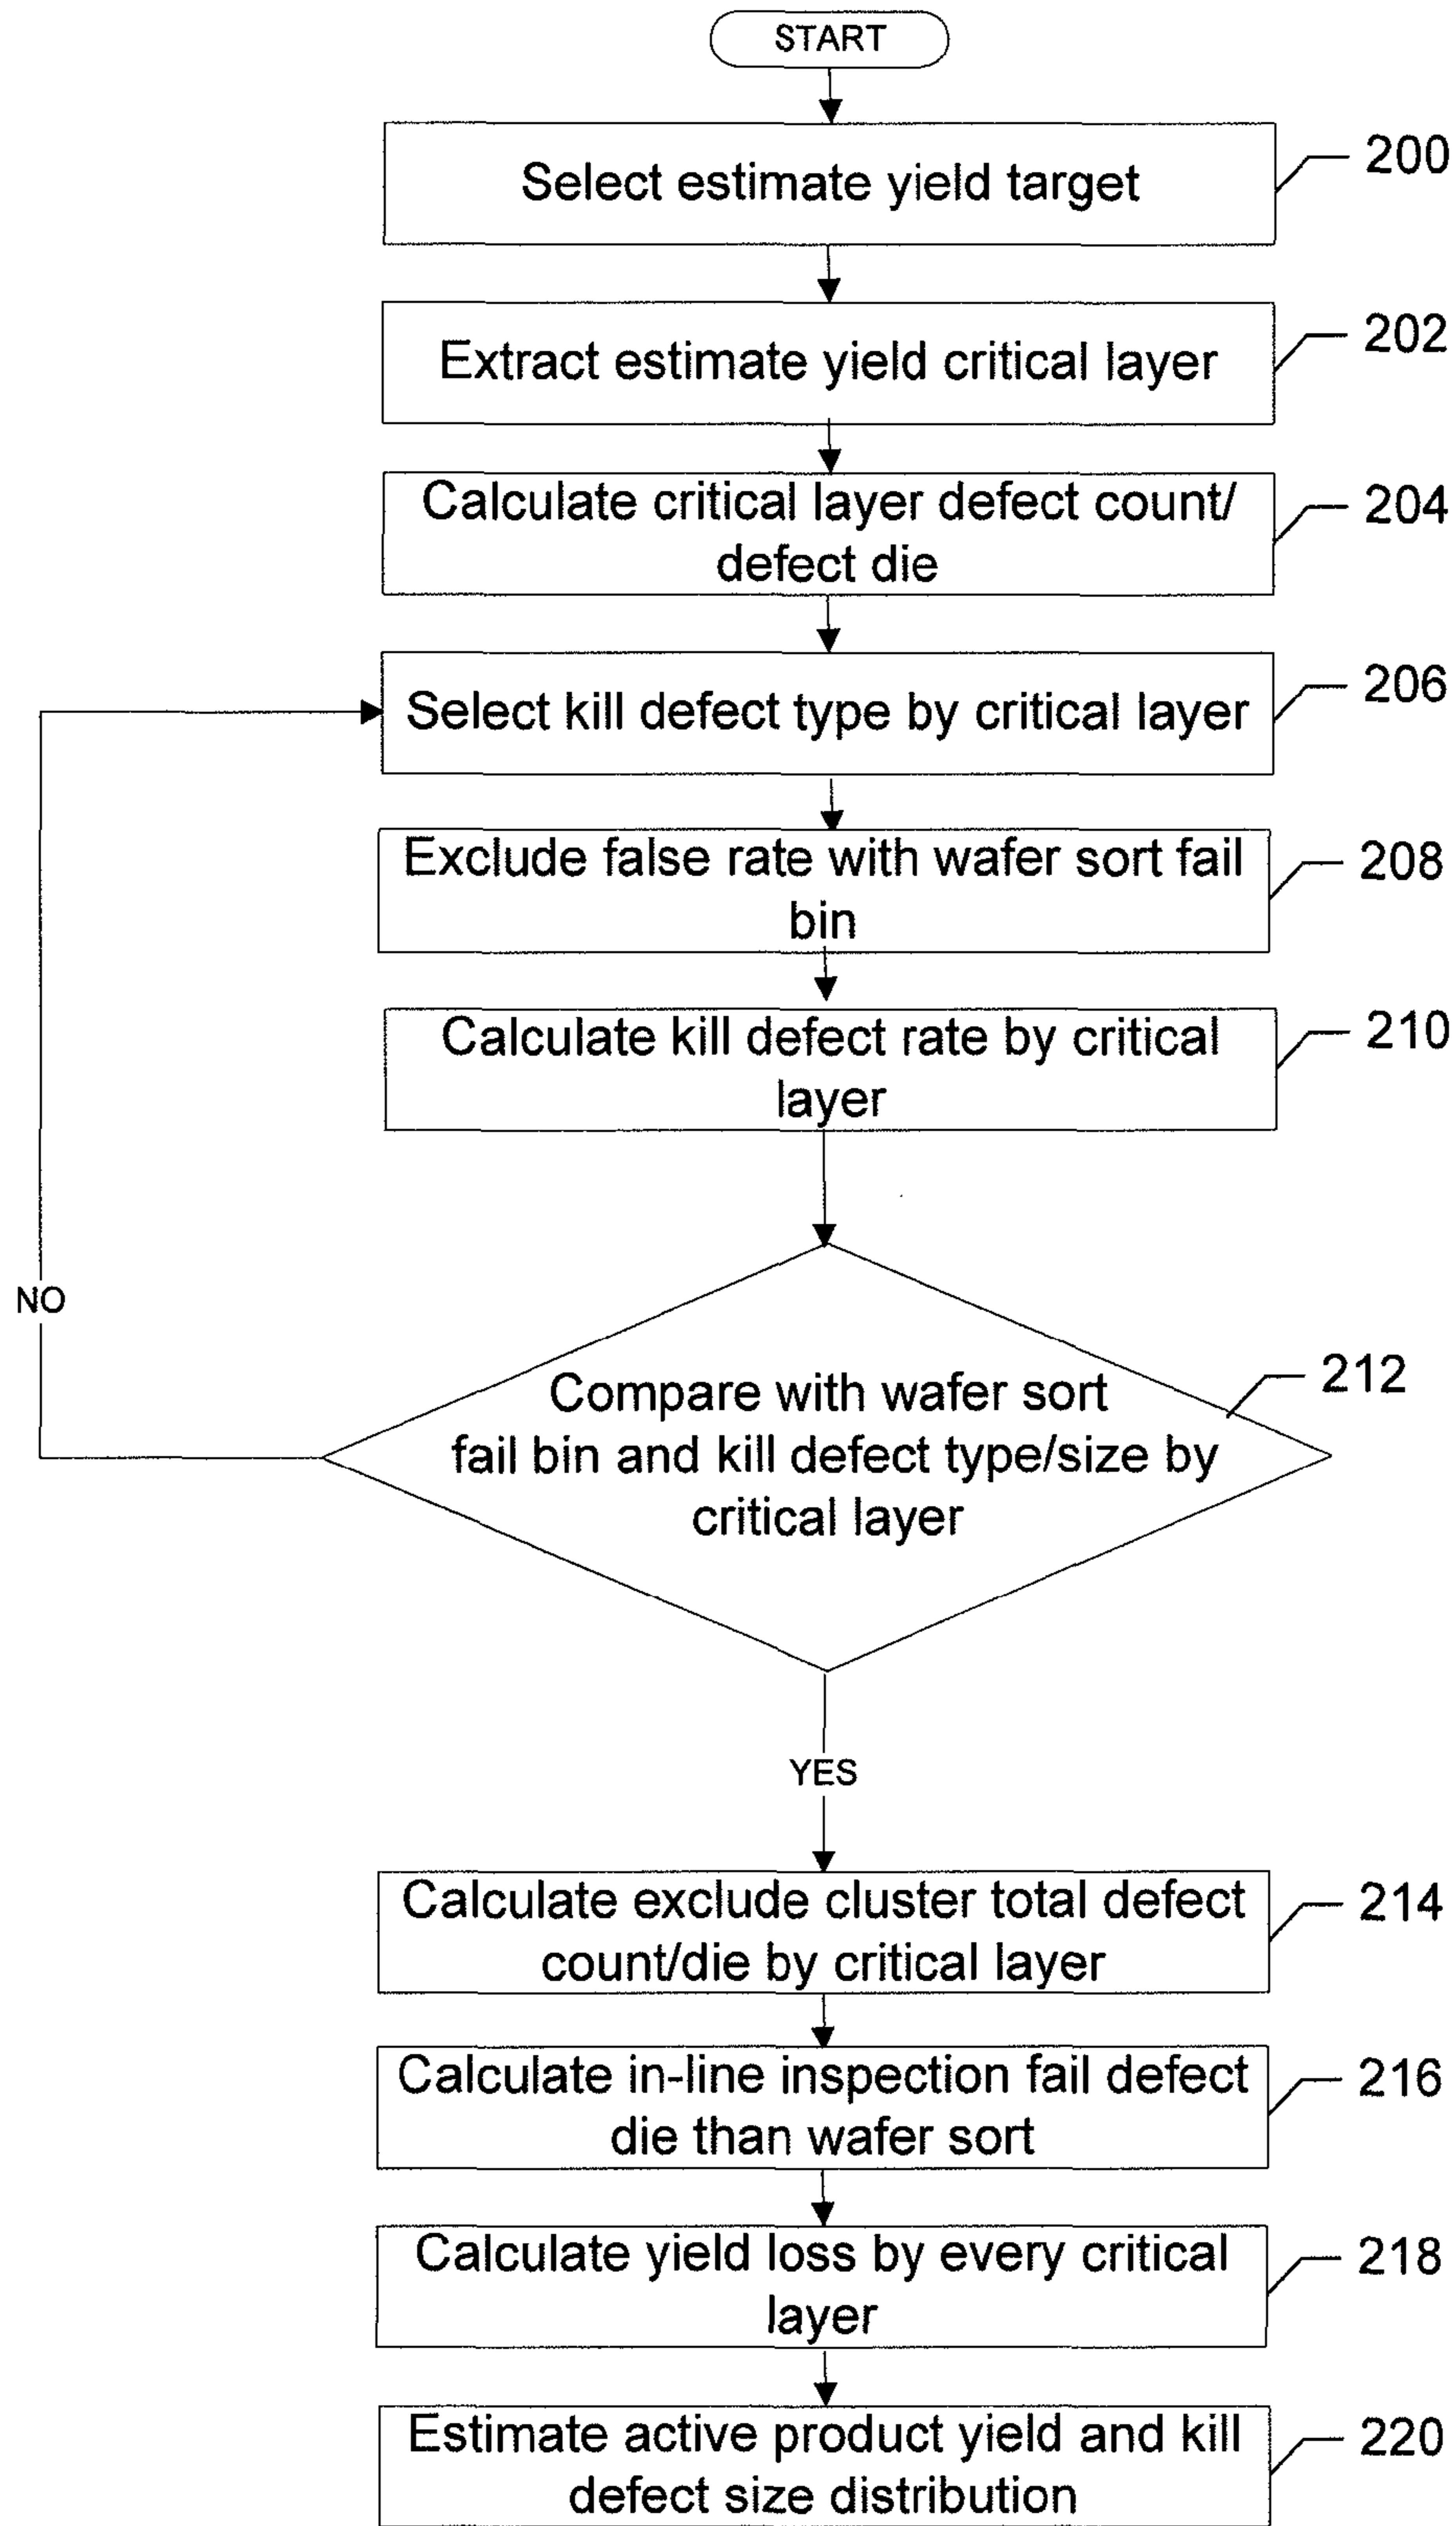 START
Select estimate yield target
200
Extract estimate yield critical layer
202
Calculate critical layer defect count/
defect die
204
Select kill defect type by critical layer
206
Exclude false rate with wafer sort fail
bin
208
Calculate kill defect rate by critical
layer
210
NO
Compare with wafer sort
fail bin and kill defect type/size by
critical layer
212
YES
Calculate exclude cluster total defect
count/die by critical layer
214
Calculate in-line inspection fail defect
die than wafer sort
216
Calculate yield loss by every critical
layer
218
Estimate active product yield and kill
defect size distribution
220